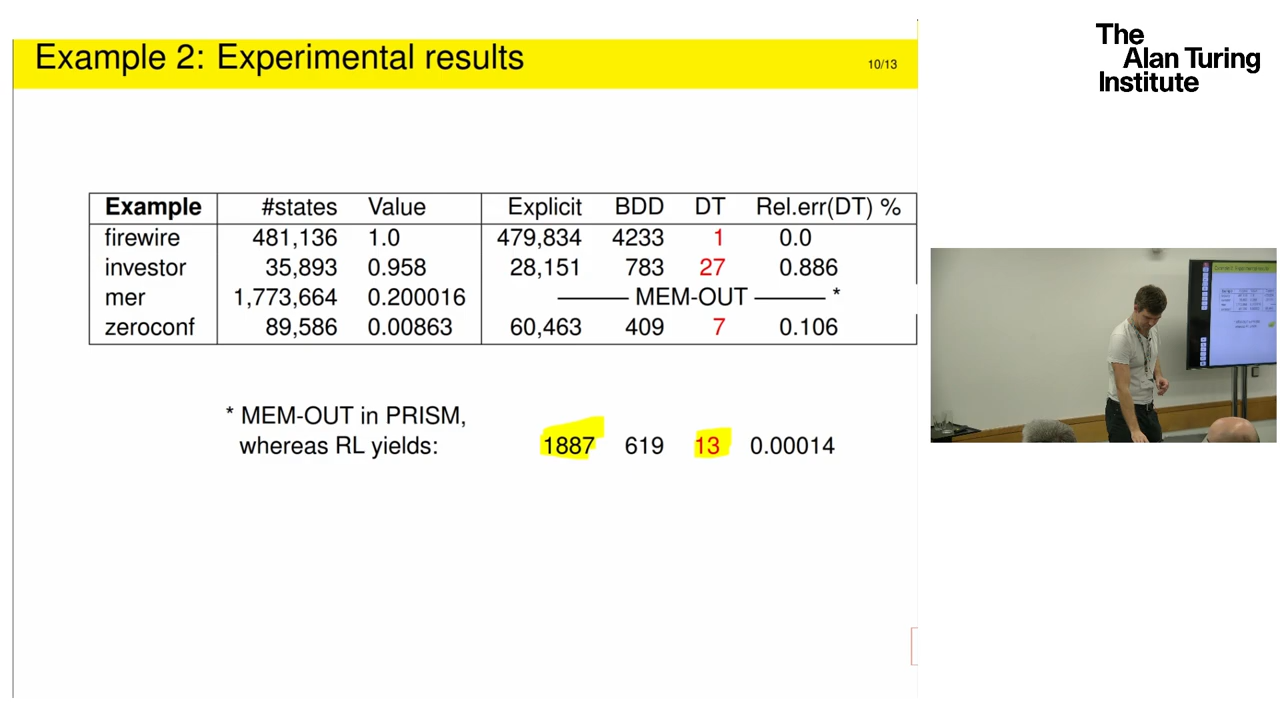 Example 2: Experimental results
10/13
The
Alan Turing
Institute
Example #states Value Explicit BDD DT Rel.err(DT) %
firewire 481,136 1.0 479,834 4233 1 0.0
investor 35,893 0.958 28,151 783 27 0.886
mer 1,773,664 0.200016 ——— MEM-OUT ——— *
zeroconf 89,586 0.00863 60,463 409 7 0.106
* MEM-OUT in PRISM,
whereas RL yields: 1887 619 13 0.00014